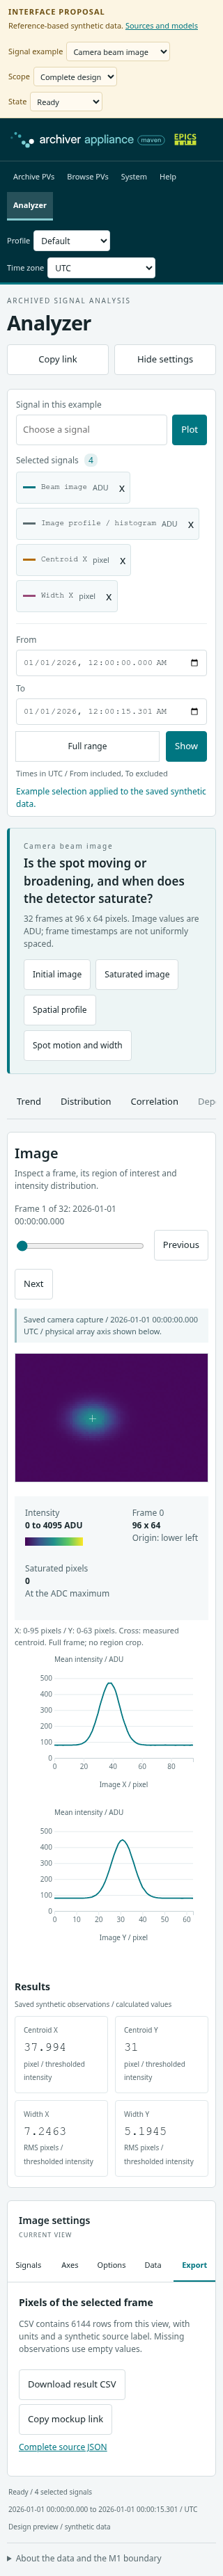 INTERFACE PROPOSAL
Reference-based synthetic data. Sources and models
Signal example Camera beam image
Scope Complete design
State Ready
archiver appliance maven EPICS
Archive PVs Browse PVs System Help
Analyzer
Profile Default
Time zone UTC
ARCHIVED SIGNAL ANALYSIS
Analyzer
Copy link Hide settings
Signal in this example
Choose a signal Plot
Selected signals 4
Beam image ADU x
Image profile / histogram ADU x
Centroid X pixel x
Width X pixel x
From
01/01/2026, 12:00:00.000 AM
To
01/01/2026, 12:00:15.301 AM
Full range Show
Times in UTC / From included, To excluded
Example selection applied to the saved synthetic
data.
Camera beam image
Is the spot moving or
broadening, and when does
the detector saturate?
32 frames at 96 x 64 pixels. Image values are
ADU; frame timestamps are not uniformly
spaced.
Initial image Saturated image
Spatial profile
Spot motion and width
Trend Distribution Correlation Depe
Image
Inspect a frame, its region of interest and
intensity distribution.
Frame 1 of 32: 2026-01-01
00:00:00.000
Previous
Next
Saved camera capture / 2026-01-01 00:00:00.000
UTC / physical array axis shown below.
Intensity
0 to 4095 ADU
Frame 0
96 x 64
Origin: lower left
Saturated pixels
0
At the ADC maximum
X: 0-95 pixels / Y: 0-63 pixels. Cross: measured
centroid. Full frame; no region crop.
Mean intensity / ADU
500
400
300
200
100
0
0 20 40 60 80
Image X / pixel
Mean intensity / ADU
500
400
300
200
100
0
0 10 20 30 40 50 60
Image Y / pixel
Results
Saved synthetic observations / calculated values
Centroid X
37.994
pixel / thresholded
intensity
Centroid Y
31
pixel / thresholded
intensity
Width X
7.2463
RMS pixels /
thresholded intensity
Width Y
5.1945
RMS pixels /
thresholded intensity
Image settings
CURRENT VIEW
Signals Axes Options Data Export
Pixels of the selected frame
CSV contains 6144 rows from this view, with
units and a synthetic source label. Missing
observations use empty values.
Download result CSV
Copy mockup link
Complete source JSON
Ready / 4 selected signals
2026-01-01 00:00:00.000 to 2026-01-01 00:00:15.301 / UTC
Design preview / synthetic data
About the data and the M1 boundary